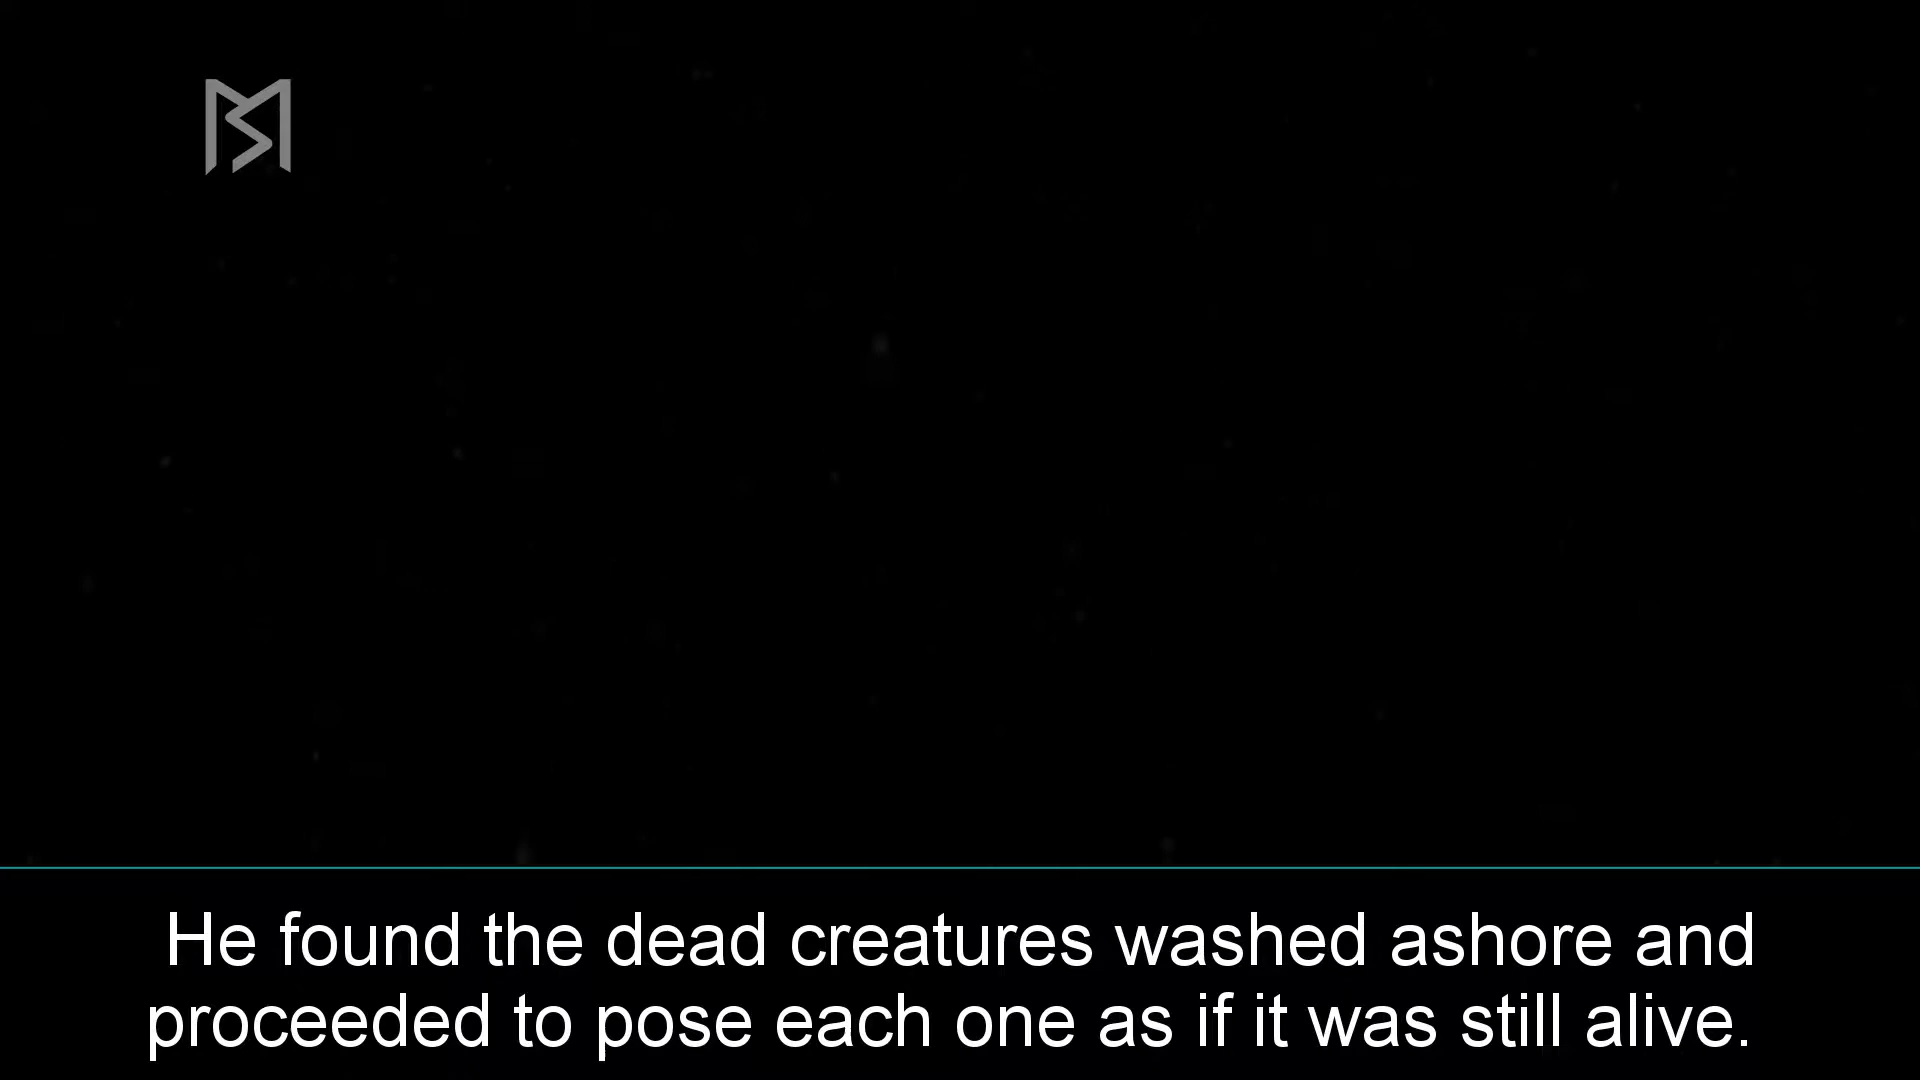 He found the dead creatures washed ashore and
proceeded to pose each one as if it was still alive.